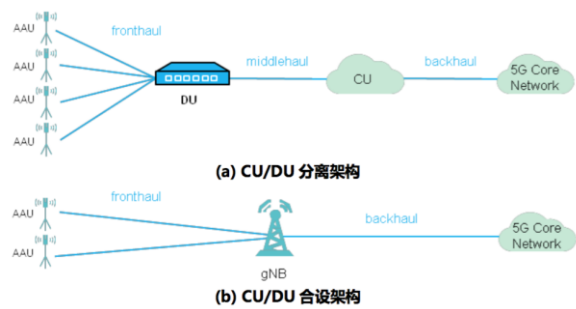 AAU
fronthaul
AAU
middlehaul
backhaul
CU
5G Core
Network
AAU
DU
AAU
(a) CU/DU 分离架构
fronthaul
AAU
backhaul
5G Core
Network
AAU
gNB
(b) CU/DU 合设架构